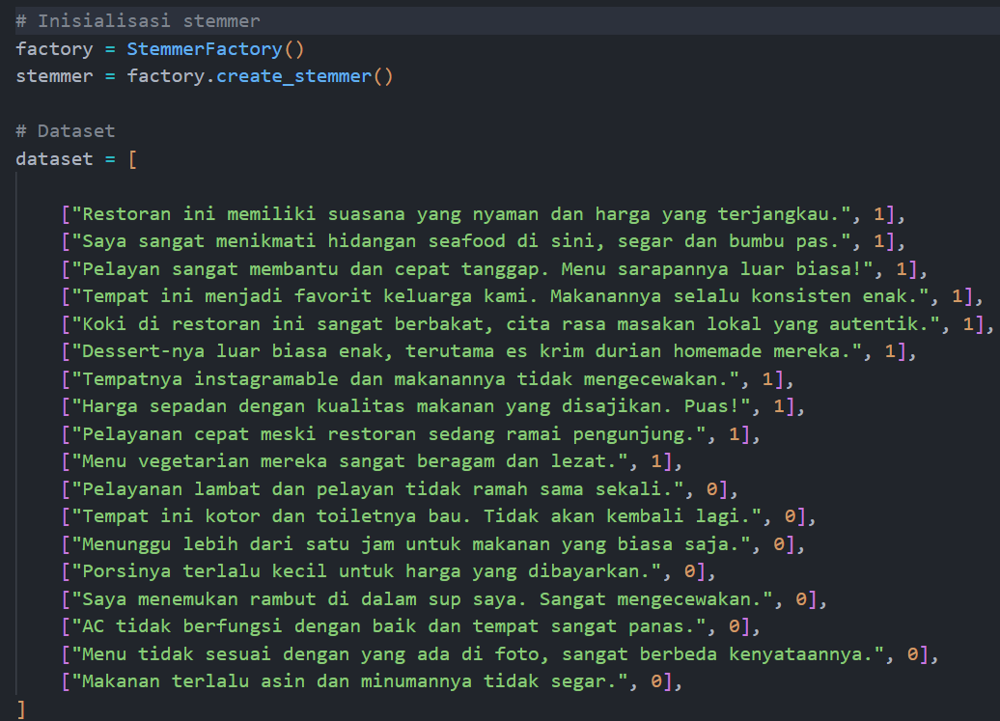 # Inisialisasi stemmer
factory = StemmerFactory()
stemmer = factory.create_stemmer()
# Dataset
dataset = [
["Restoran ini memiliki suasana yang nyaman dan harga yang terjangkau.", 1],
["Saya sangat menikmati hidangan seafood di sini, segar dan bumbu pas.", 1],
["Pelayan sangat membantu dan cepat tanggap. Menu sarapannya luar biasa!", 1],
["Tempat ini menjadi favorit keluarga kami. Makanannya selalu konsisten enak.", 1],
["Koki di restoran ini sangat berbakat, cita rasa masakan lokal yang autentik.", 1],
["Dessert-nya luar biasa enak, terutama es krim durian homemade mereka.", 1],
["Tempatnya instagramable dan makanannya tidak mengecewakan.", 1],
["Harga sepadan dengan kualitas makanan yang disajikan. Puas!", 1],
["Pelayanan cepat meski restoran sedang ramai pengunjung.", 1],
["Menu vegetarian mereka sangat beragam dan lezat.", 1],
["Pelayanan lambat dan pelayan tidak ramah sama sekali.", 0],
["Tempat ini kotor dan toiletnya bau. Tidak akan kembali lagi.", 0],
["Menunggu lebih dari satu jam untuk makanan yang biasa saja.", 0],
["Porsinya terlalu kecil untuk harga yang dibayarkan.", 0],
["Saya menemukan rambut di dalam sup saya. Sangat mengecewakan.", 0],
["AC tidak berfungsi dengan baik dan tempat sangat panas.", 0],
["Menu tidak sesuai dengan yang ada di foto, sangat berbeda kenyataannya.", 0],
["Makanan terlalu asin dan minumannya tidak segar.", 0],
]